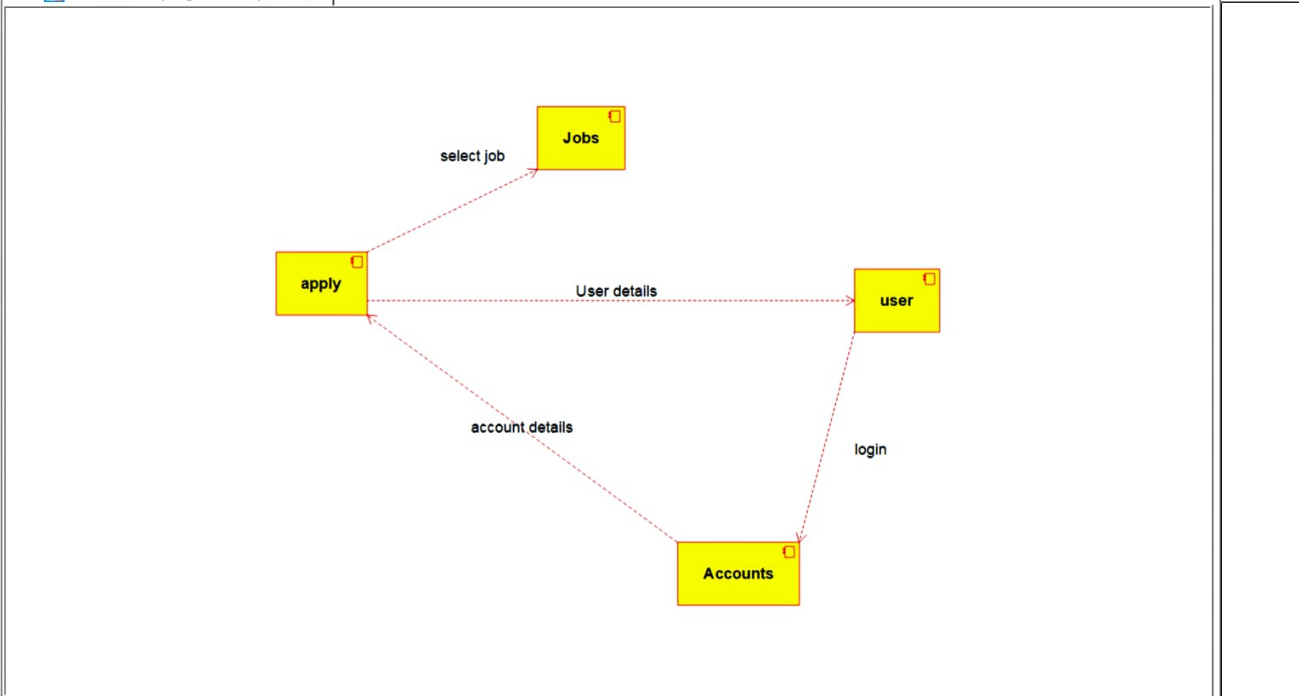 Jobs
select job
apply
User details
user
account details
login
Accounts